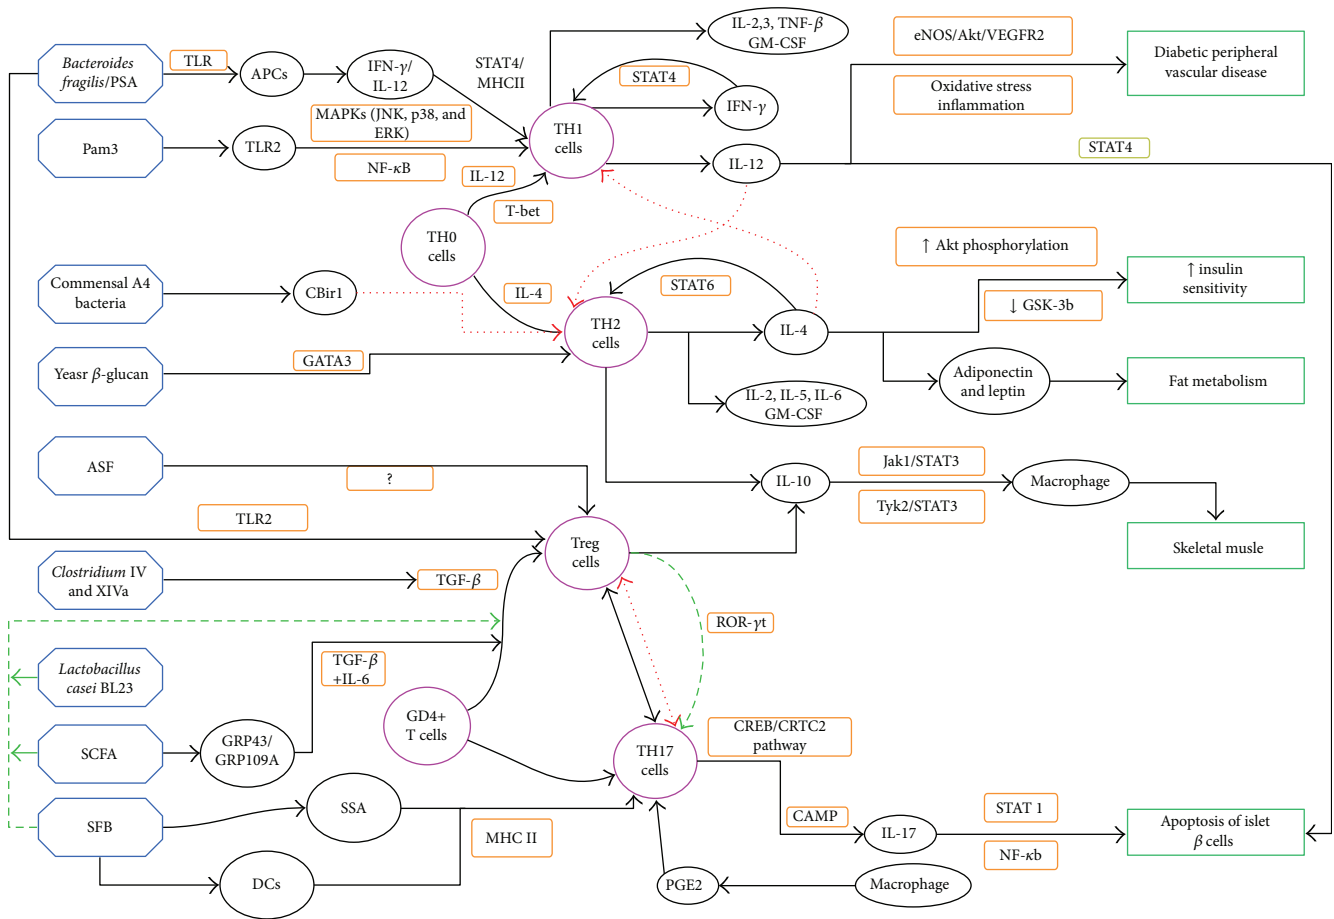 IL-2,3, TNF-β
GM-CSF
eNOS/Akt/VEGFR2
Diabetic peripheral
vascular disease
Bacteroides
fragilis/PSA
TLR
APCs
IFN-γ/
IL-12
STAT4/
MHCII
STAT4
IFN-γ
Oxidative stress
inflammation
MAPKs (JNK, p38, and
ERK)
TH1
cells
Pam3
TLR2
NF-κB
IL-12
IL-12
STAT4
T-bet
TH0
cells
↑ Akt phosphorylation
Commensal A4
bacteria
CBir1
IL-4
STAT6
↑ insulin
sensitivity
↓ GSK-3b
TH2
cells
IL-4
Yeasr β-glucan
GATA3
Adiponectin
and leptin
Fat metabolism
IL-2, IL-5, IL-6
GM-CSF
ASF
?
IL-10
Jak1/STAT3
Tyk2/STAT3
Macrophage
TLR2
Treg
cells
Skeletal musle
Clostridium IV
and XIVa
TGF-β
ROR-γt
Lactobacillus
casei BL23
TGF-β
+IL-6
GD4+
T cells
SCFA
GRP43/
GRP109A
TH17
cells
CREB/CRTC2
pathway
SFB
SSA
MHC II
CAMP
IL-17
STAT 1
NF-κb
Apoptosis of islet
β cells
DCs
PGE2
Macrophage